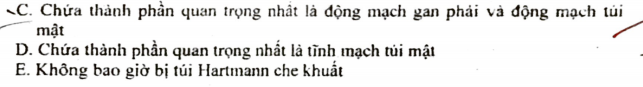 C. Chứa thành phần quan trọng nhất là động mạch gan phải và động mạch túi
mật
D. Chứa thành phần quan trọng nhất là tĩnh mạch túi mật
E. Không bao giờ bị túi Hartmann che khuất